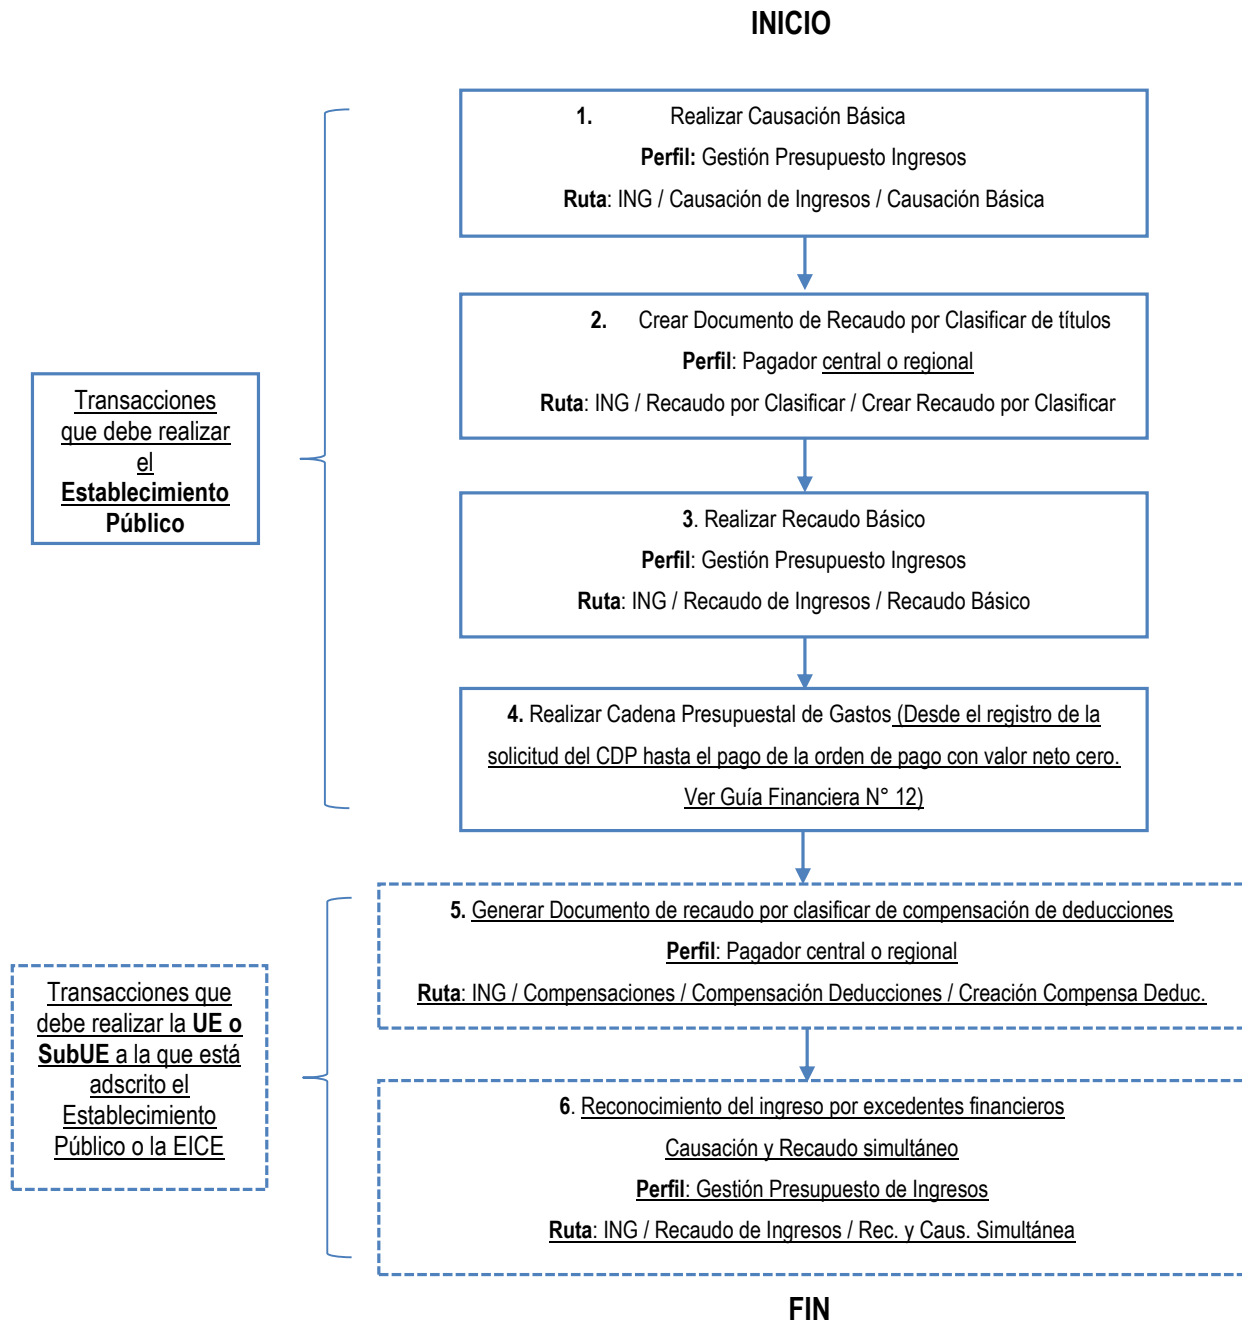 INICIO
1. Realizar Causación Básica
Perfil: Gestión Presupuesto Ingresos
Ruta: ING / Causación de Ingresos / Causación Básica
2. Crear Documento de Recaudo por Clasificar de títulos
Perfil: Pagador central o regional
Ruta: ING / Recaudo por Clasificar / Crear Recaudo por Clasificar
Transacciones
que debe realizar
el
Establecimiento
Público
3. Realizar Recaudo Básico
Perfil: Gestión Presupuesto Ingresos
Ruta: ING / Recaudo de Ingresos / Recaudo Básico
4. Realizar Cadena Presupuestal de Gastos (Desde el registro de la
solicitud del CDP hasta el pago de la orden de pago con valor neto cero.
Ver Guía Financiera N° 12)
5. Generar Documento de recaudo por clasificar de compensación de deducciones
Perfil: Pagador central o regional
Ruta: ING / Compensaciones / Compensación Deducciones / Creación Compensa Deduc.
Transacciones que
debe realizar la UE o
SubUE a la que está
adscrito el
Establecimiento
Público o la EICE
6. Reconocimiento del ingreso por excedentes financieros
Causación y Recaudo simultáneo
Perfil: Gestión Presupuesto de Ingresos
Ruta: ING / Recaudo de Ingresos / Rec. y Caus. Simultánea
FIN